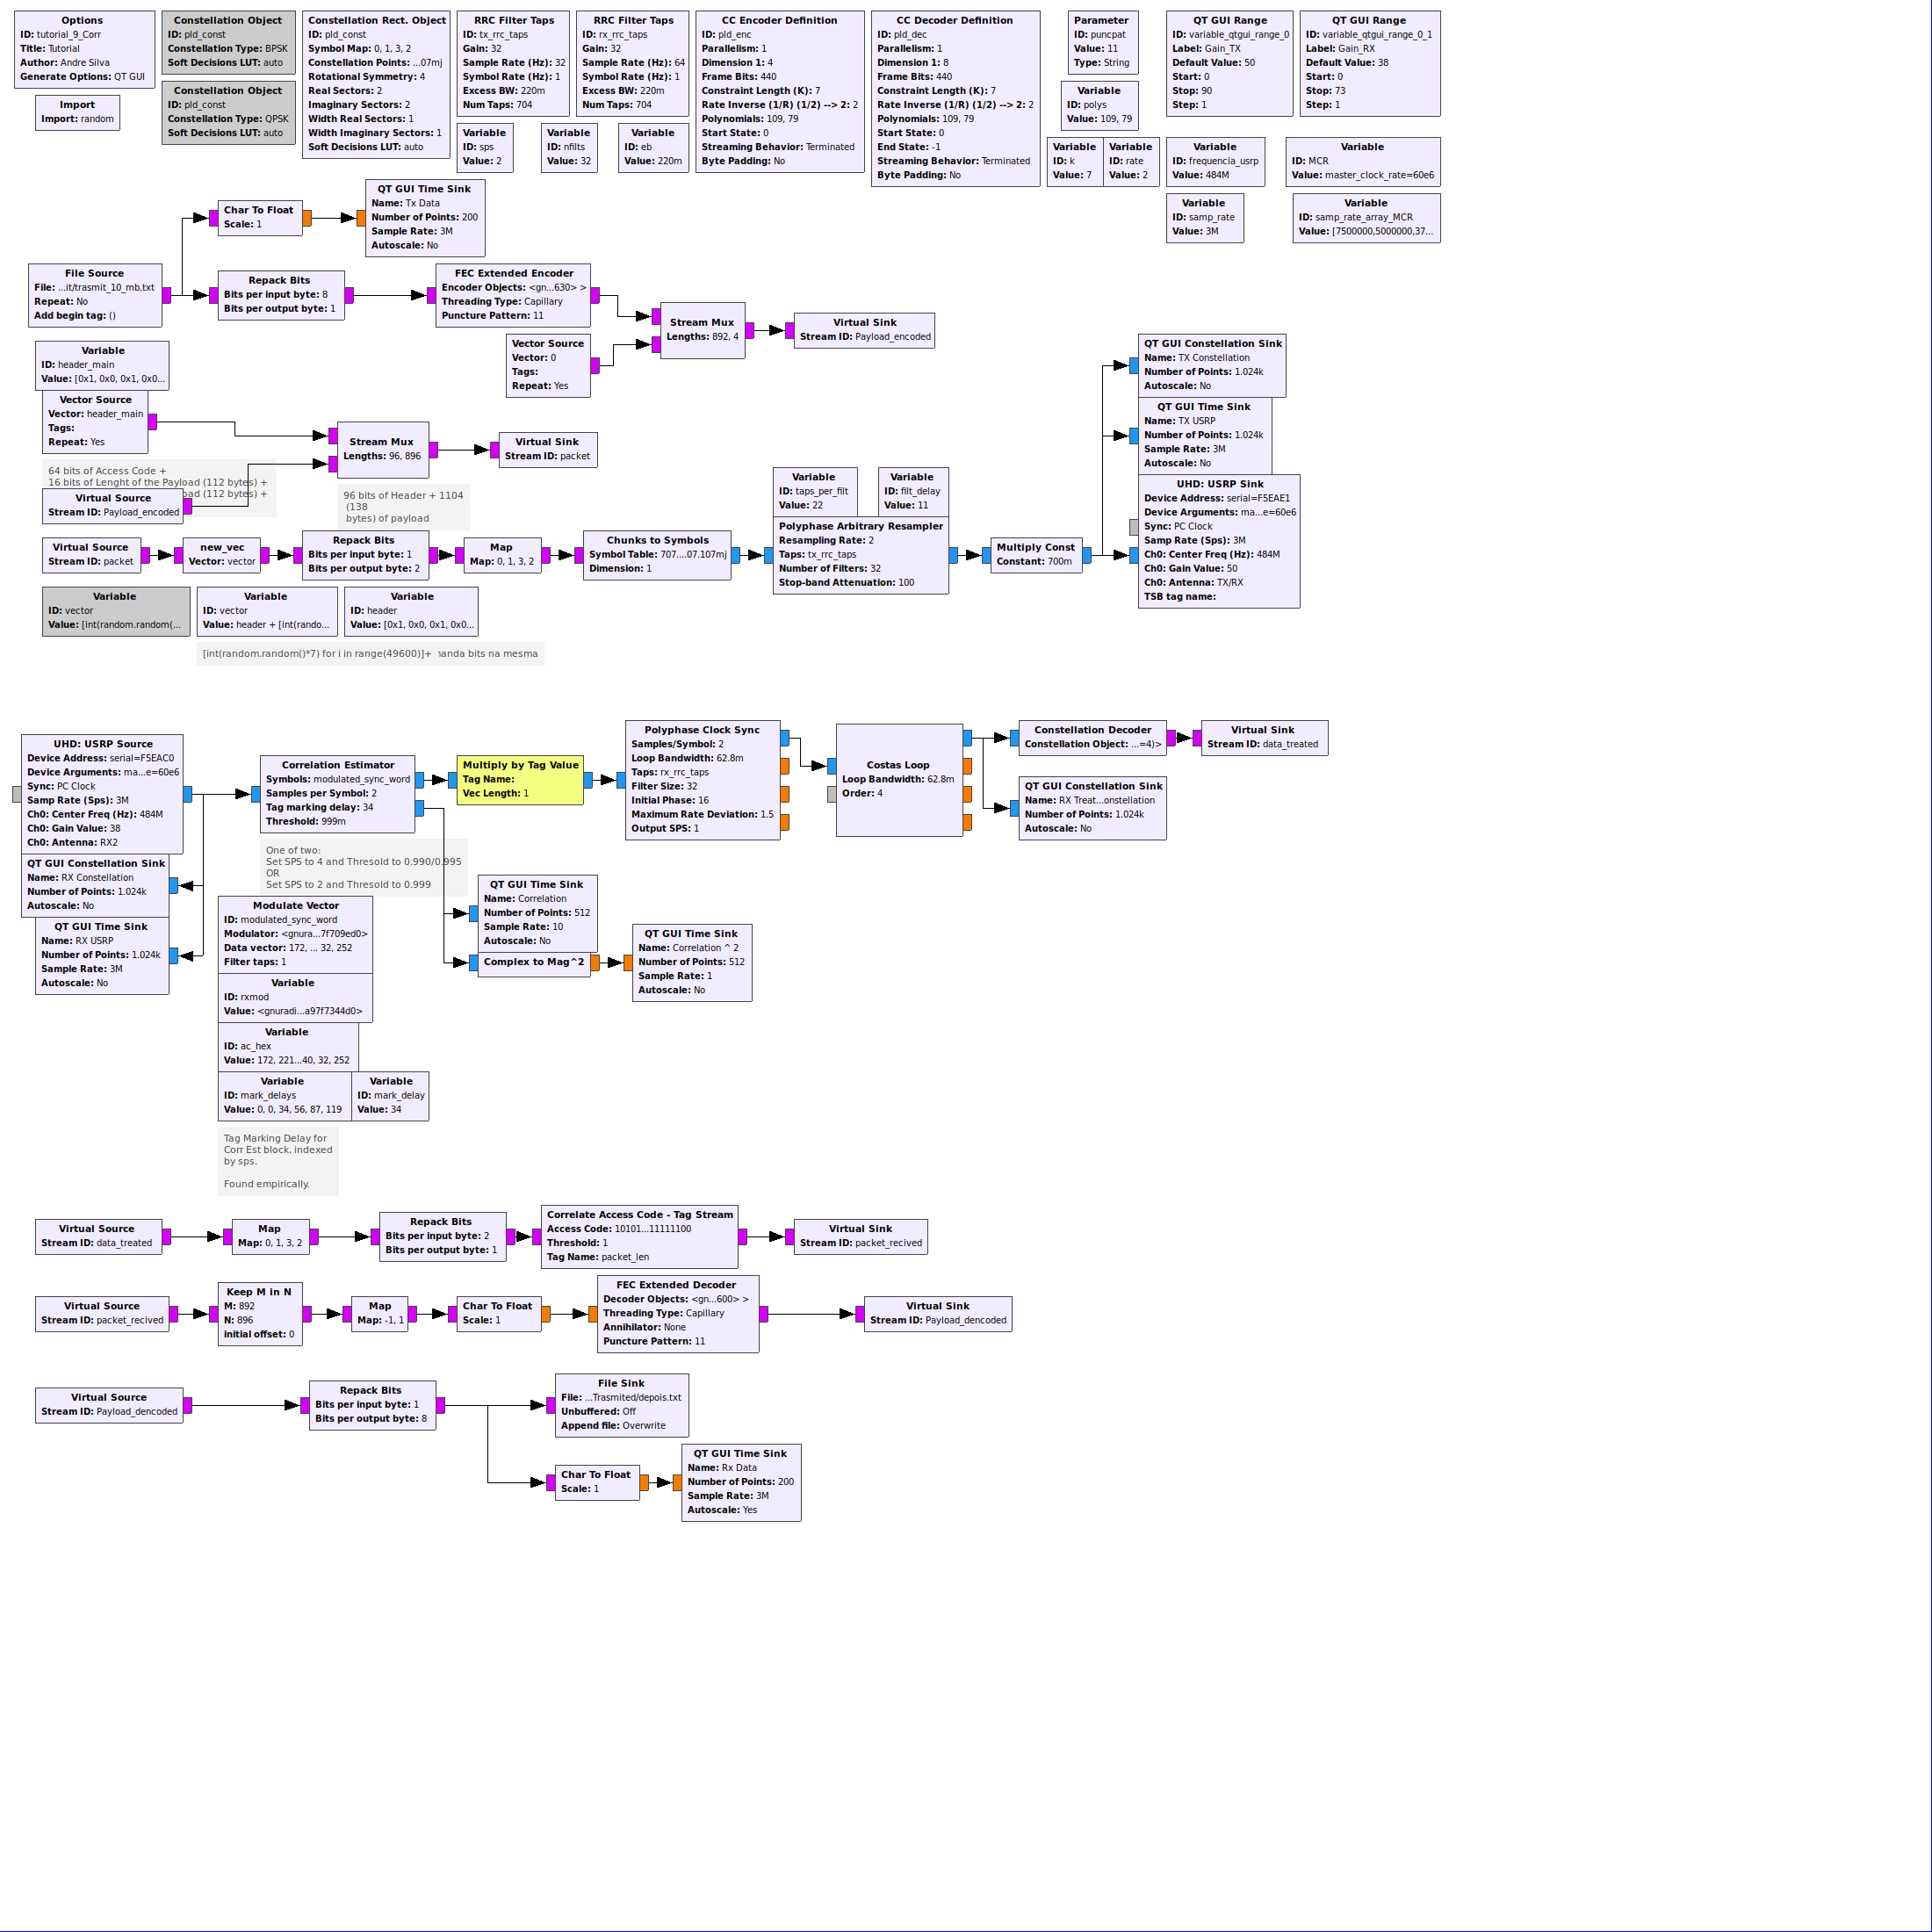 Options
ID: tutorial_9_Corr
Title: Tutorial
Author: Andre Silva
Generate Options: QT GUI
Import
Import: random
Constellation Object
ID: pld_const
Constellation Type: BPSK
Soft Decisions LUT: auto
Constellation Object
ID: pld_const
Constellation Type: QPSK
Soft Decisions LUT: auto
Constellation Rect. Object
ID: pld_const
Symbol Map: 0, 1, 3, 2
Constellation Points: ...07mj
Rotational Symmetry: 4
Real Sectors: 2
Imaginary Sectors: 2
Width Real Sectors: 1
Width Imaginary Sectors: 1
Soft Decisions LUT: auto
RRC Filter Taps
ID: tx_rrc_taps
Gain: 32
Sample Rate (Hz): 32
Symbol Rate (Hz): 1
Excess BW: 220m
Num Taps: 704
RRC Filter Taps
ID: rx_rrc_taps
Gain: 32
Sample Rate (Hz): 64
Symbol Rate (Hz): 1
Excess BW: 220m
Num Taps: 704
Variable
ID: sps
Value: 2
Variable
ID: nfilts
Value: 32
Variable
ID: eb
Value: 220m
CC Encoder Definition
ID: pld_enc
Parallelism: 1
Dimension 1: 4
Frame Bits: 440
Constraint Length (K): 7
Rate Inverse (1/R) (1/2) --> 2: 2
Polynomials: 109, 79
Start State: 0
Streaming Behavior: Terminated
Byte Padding: No
CC Decoder Definition
ID: pld_dec
Parallelism: 1
Dimension 1: 8
Frame Bits: 440
Constraint Length (K): 7
Rate Inverse (1/R) (1/2) --> 2: 2
Polynomials: 109, 79
Start State: 0
End State: -1
Streaming Behavior: Terminated
Byte Padding: No
Parameter
ID: puncpat
Value: 11
Type: String
Variable
ID: polys
Value: 109, 79
Variable
ID: k
Value: 7
Variable
ID: rate
Value: 2
QT GUI Range
ID: variable_qtgui_range_0
Label: Gain_TX
Default Value: 50
Start: 0
Stop: 90
Step: 1
QT GUI Range
ID: variable_qtgui_range_0_1
Label: Gain_RX
Default Value: 38
Start: 0
Stop: 73
Step: 1
Variable
ID: frequencia_usrp
Value: 484M
Variable
ID: MCR
Value: master_clock_rate=60e6
Variable
ID: samp_rate
Value: 3M
Variable
ID: samp_rate_array_MCR
Value: [7500000,5000000,37...
Char To Float
Scale: 1
QT GUI Time Sink
Name: Tx Data
Number of Points: 200
Sample Rate: 3M
Autoscale: No
File Source
File: ...it/trasmit_10_mb.txt
Repeat: No
Add begin tag: ()
Repack Bits
Bits per input byte: 8
Bits per output byte: 1
FEC Extended Encoder
Encoder Objects: <gn...630> >
Threading Type: Capillary
Puncture Pattern: 11
Vector Source
Vector: 0
Tags:
Repeat: Yes
Stream Mux
Lengths: 892, 4
Virtual Sink
Stream ID: Payload_encoded
Variable
ID: header_main
Value: [0x1, 0x0, 0x1, 0x0...
Vector Source
Vector: header_main
Tags:
Repeat: Yes
64 bits of Access Code +
16 bits of Lenght of the Payload (112 bytes) +
oad (112 bytes) +
Virtual Source
Stream ID: Payload_encoded
Stream Mux
Lengths: 96, 896
96 bits of Header + 1104
(138
bytes) of payload
Virtual Sink
Stream ID: packet
Virtual Source
Stream ID: packet
new_vec
Vector: vector
Repack Bits
Bits per input byte: 1
Bits per output byte: 2
Map
Map: 0, 1, 3, 2
Chunks to Symbols
Symbol Table: 707....07.107mj
Dimension: 1
Variable
ID: taps_per_filt
Value: 22
Variable
ID: filt_delay
Value: 11
Polyphase Arbitrary Resampler
Resampling Rate: 2
Taps: tx_rrc_taps
Number of Filters: 32
Stop-band Attenuation: 100
Multiply Const
Constant: 700m
QT GUI Constellation Sink
Name: TX Constellation
Number of Points: 1.024k
Autoscale: No
QT GUI Time Sink
Name: TX USRP
Number of Points: 1.024k
Sample Rate: 3M
Autoscale: No
UHD: USRP Sink
Device Address: serial=F5EAE1
Device Arguments: ma...e=60e6
Sync: PC Clock
Samp Rate (Sps): 3M
Ch0: Center Freq (Hz): 484M
Ch0: Gain Value: 50
Ch0: Antenna: TX/RX
TSB tag name:
Variable
ID: vector
Value: [int(random.random(...
Variable
ID: vector
Value: header + [int(rando...
Variable
ID: header
Value: [0x1, 0x0, 0x1, 0x0...
[int(random.random()*7) for i in range(49600)]+ anda bits na mesma
UHD: USRP Source
Device Address: serial=F5EAC0
Device Arguments: ma...e=60e6
Sync: PC Clock
Samp Rate (Sps): 3M
Ch0: Center Freq (Hz): 484M
Ch0: Gain Value: 38
Ch0: Antenna: RX2
QT GUI Constellation Sink
Name: RX Constellation
Number of Points: 1.024k
Autoscale: No
QT GUI Time Sink
Name: RX USRP
Number of Points: 1.024k
Sample Rate: 3M
Autoscale: No
Correlation Estimator
Symbols: modulated_sync_word
Samples per Symbol: 2
Tag marking delay: 34
Threshold: 999m
One of two:
Set SPS to 4 and Thresold to 0.990/0.995
OR
Set SPS to 2 and Thresold to 0.999
Multiply by Tag Value
Tag Name:
Vec Length: 1
Polyphase Clock Sync
Samples/Symbol: 2
Loop Bandwidth: 62.8m
Taps: rx_rrc_taps
Filter Size: 32
Initial Phase: 16
Maximum Rate Deviation: 1.5
Output SPS: 1
Costas Loop
Loop Bandwidth: 62.8m
Order: 4
Constellation Decoder
Constellation Object: ...=4)>
Virtual Sink
Stream ID: data_treated
QT GUI Constellation Sink
Name: RX Treat...onstellation
Number of Points: 1.024k
Autoscale: No
Modulate Vector
ID: modulated_sync_word
Modulator: <gnura...7f709ed0>
Data vector: 172, ... 32, 252
Filter taps: 1
Variable
ID: rxmod
Value: <gnuradi...a97f7344d0>
Variable
ID: ac_hex
Value: 172, 221...40, 32, 252
Variable
ID: mark_delays
Value: 0, 0, 34, 56, 87, 119
Variable
ID: mark_delay
Value: 34
Tag Marking Delay for
Corr Est block, indexed
by sps.
Found empirically.
QT GUI Time Sink
Name: Correlation
Number of Points: 512
Sample Rate: 10
Autoscale: No
Complex to Mag^2
QT GUI Time Sink
Name: Correlation ^ 2
Number of Points: 512
Sample Rate: 1
Autoscale: No
Virtual Source
Stream ID: data_treated
Map
Map: 0, 1, 3, 2
Repack Bits
Bits per input byte: 2
Bits per output byte: 1
Correlate Access Code - Tag Stream
Access Code: 10101...11111100
Threshold: 1
Tag Name: packet_len
Virtual Sink
Stream ID: packet_recived
Virtual Source
Stream ID: packet_recived
Keep M in N
M: 892
N: 896
initial offset: 0
Map
Map: -1, 1
Char To Float
Scale: 1
FEC Extended Decoder
Decoder Objects: <gn...600> >
Threading Type: Capillary
Annihilator: None
Puncture Pattern: 11
Virtual Sink
Stream ID: Payload_dencoded
Virtual Source
Stream ID: Payload_dencoded
Repack Bits
Bits per input byte: 1
Bits per output byte: 8
File Sink
File: ...Trasmited/depois.txt
Unbuffered: Off
Append file: Overwrite
Char To Float
Scale: 1
QT GUI Time Sink
Name: Rx Data
Number of Points: 200
Sample Rate: 3M
Autoscale: Yes